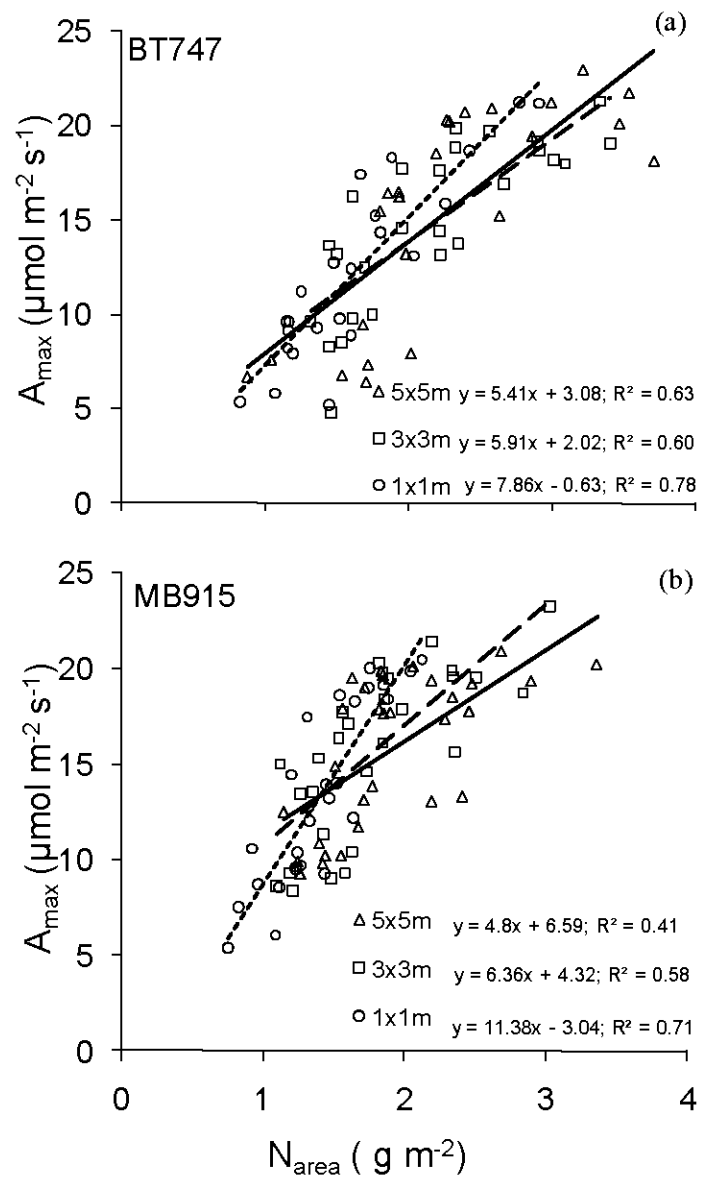 (a)
BT747
25
20
15
10
5
0
A_max (µmol m⁻² s⁻¹)
5x5m y = 5.41x + 3.08; R² = 0.63
3x3m y = 5.91x + 2.02; R² = 0.60
1x1m y = 7.86x - 0.63; R² = 0.78
(b)
MB915
25
20
15
10
5
0
A_max (µmol m⁻² s⁻¹)
5x5m y = 4.8x + 6.59; R² = 0.41
3x3m y = 6.36x + 4.32; R² = 0.58
1x1m y = 11.38x - 3.04; R² = 0.71
0 1 2 3 4
N_area ( g m⁻²)